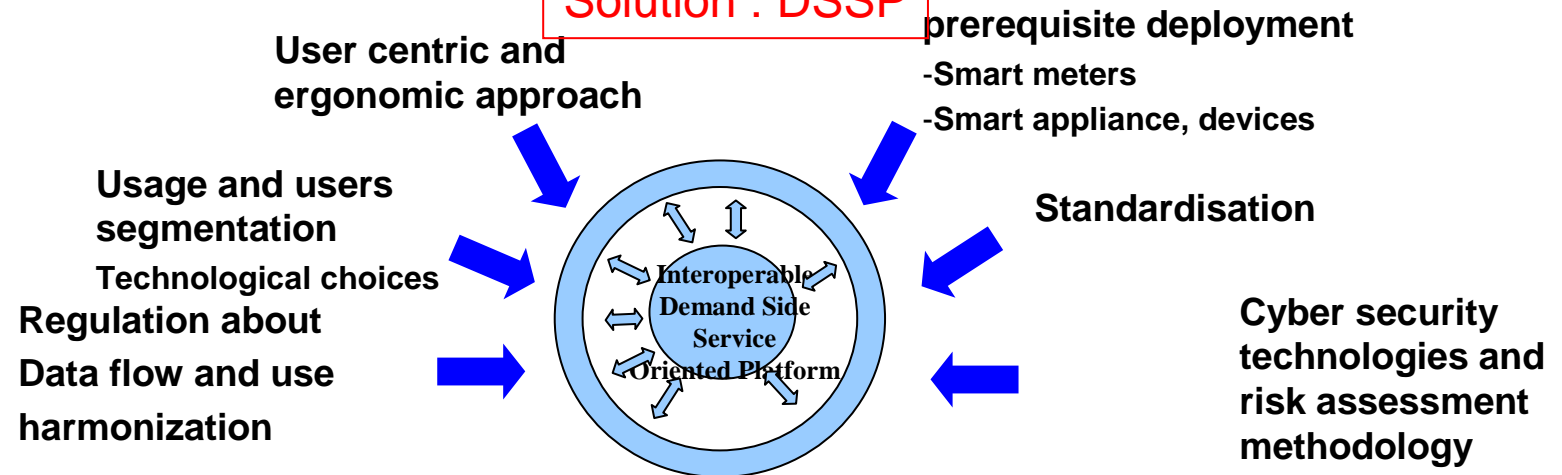 Solution : DSSP
User centric and
ergonomic approach
prerequisite deployment
-Smart meters
-Smart appliance, devices
Usage and users
segmentation
Technological choices
Standardisation
Regulation about
Data flow and use
harmonization
Interoperable
Demand Side
Service
Oriented Platform
Cyber security
technologies and
risk assessment
methodology